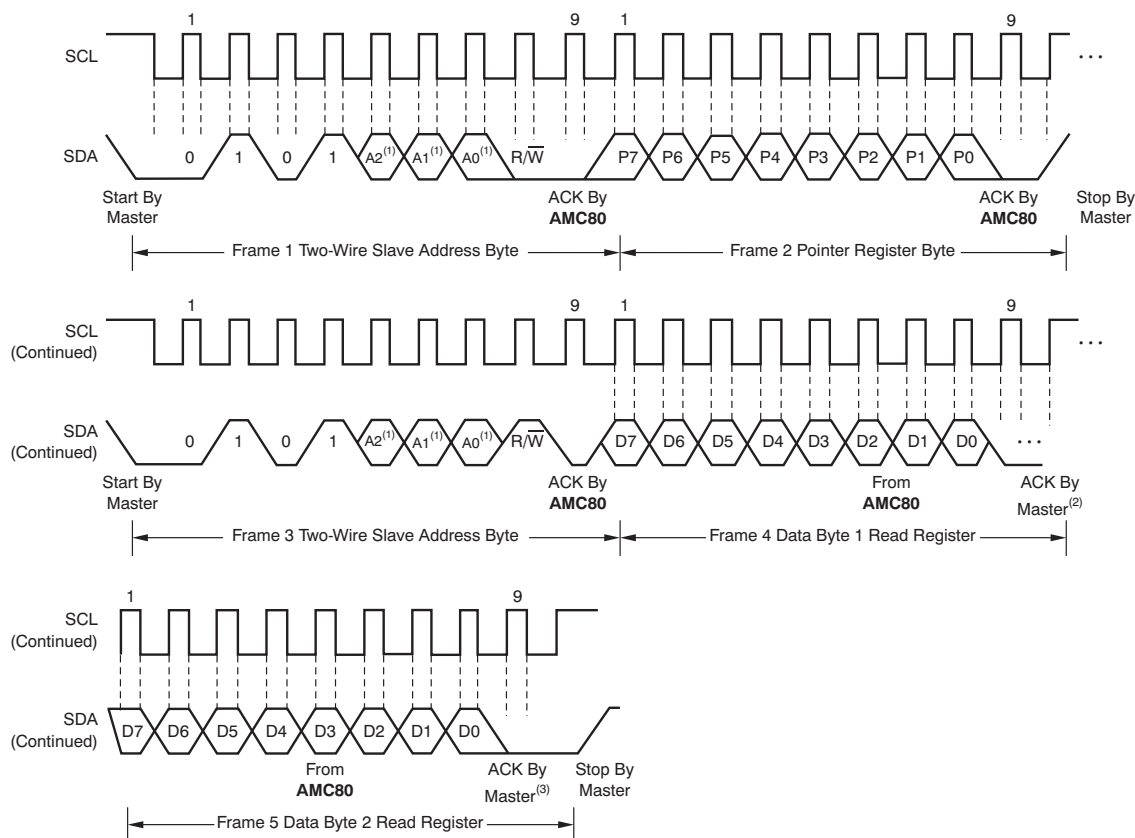 1 9 1 9
SCL ...
SDA 0 1 0 1 A2(1) A1(1) A0(1) R/W̅ P7 P6 P5 P4 P3 P2 P1 P0
Start By Master
ACK By AMC80
ACK By AMC80
Stop By Master
Frame 1 Two-Wire Slave Address Byte
Frame 2 Pointer Register Byte
1 9 1 9
SCL (Continued) ...
SDA (Continued) 0 1 0 1 A2(1) A1(1) A0(1) R/W̅ D7 D6 D5 D4 D3 D2 D1 D0 ...
Start By Master
ACK By AMC80
From AMC80
ACK By Master(2)
Frame 3 Two-Wire Slave Address Byte
Frame 4 Data Byte 1 Read Register
1 9
SCL (Continued)
SDA (Continued) D7 D6 D5 D4 D3 D2 D1 D0
From AMC80
ACK By Master(3)
Stop By Master
Frame 5 Data Byte 2 Read Register